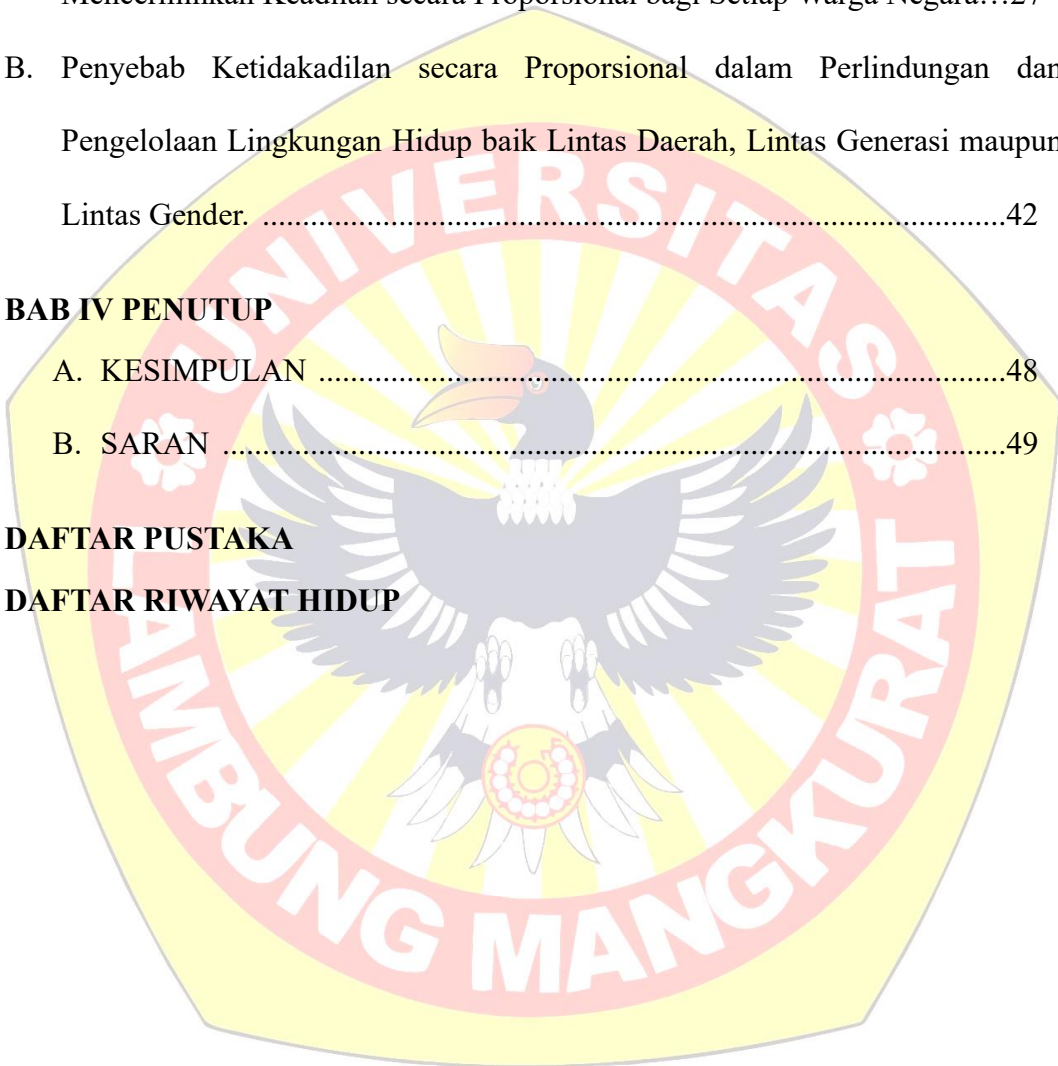 Mencerminkan Keadilan secara Proporsional bagi Setiap Warga Negara…27
B. Penyebab Ketidakadilan secara Proporsional dalam Perlindungan dan
Pengelolaan Lingkungan Hidup baik Lintas Daerah, Lintas Generasi maupun
Lintas Gender. ..........................................................................................42
BAB IV PENUTUP
A. KESIMPULAN ....................................................................................48
B. SARAN ...............................................................................................49
DAFTAR PUSTAKA
DAFTAR RIWAYAT HIDUP
UNIVERSITAS
LAMBUNG MANGKURAT